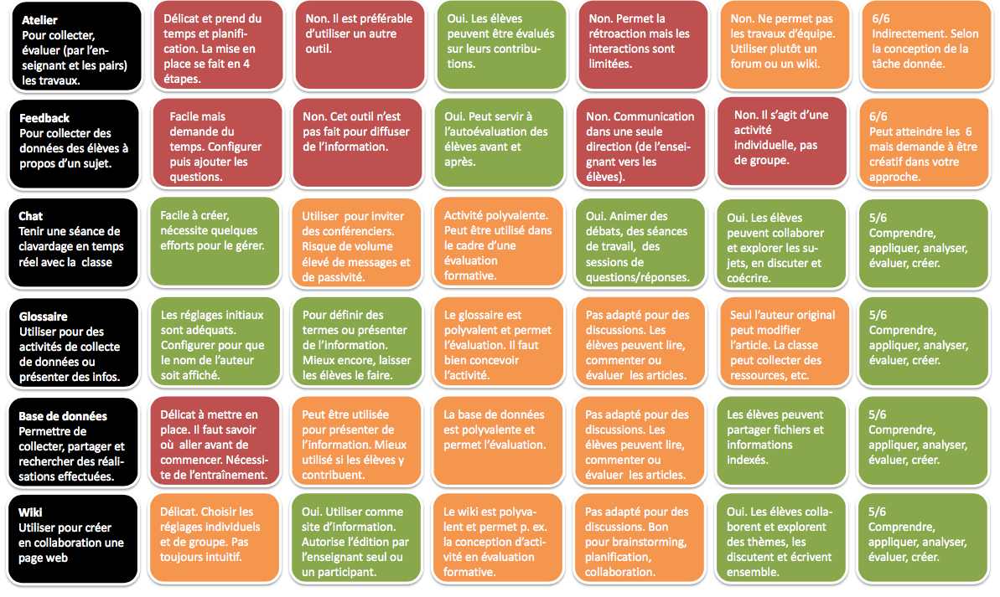 Atelier
Pour collecter,
évaluer (par l’en-
seignant et les pairs)
les travaux.
Délicat et prend du
temps et planifi-
cation. La mise en
place se fait en 4
étapes.
Non. Il est préférable
d’utiliser un autre
outil.
Oui. Les élèves
peuvent être évalués
sur leurs contribu-
tions.
Non. Permet la
rétroaction mais les
interactions sont
limitées.
Non. Ne permet pas
les travaux d’équipe.
Utiliser plutôt un
forum ou un wiki.
6/6
Indirectement. Selon
la conception de la
tâche donnée.
Feedback
Pour collecter des
données des élèves à
propos d’un sujet.
Facile mais
demande du
temps. Configurer
puis ajouter les
questions.
Non. Cet outil n’est
pas fait pour diffuser
de l’information.
Oui. Peut servir à
l’autoévaluation des
élèves avant et
après.
Non. Communication
dans une seule
direction (de l’ensei-
gnant vers les
élèves).
Non. Il s’agit d’une
activité
individuelle, pas
de groupe.
6/6
Peut atteindre les 6
mais demande à être
créatif dans votre
approche.
Chat
Tenir une séance de
clavardage en temps
réel avec la classe
Facile à créer,
nécessite quelques
efforts pour le gérer.
Utiliser pour inviter
des conférenciers.
Risque de volume
élevé de messages et
de passivité.
Activité polyvalente.
Peut être utilisé dans
le cadre d’une
évaluation
formative.
Oui. Animer des
débats, des séances
de travail, des
sessions de
questions/réponses.
Oui. Les élèves
peuvent collaborer
et explorer les su-
jets, en discuter et
coécrire.
5/6
Comprendre,
appliquer, analyser,
évaluer, créer.
Glossaire
Utiliser pour des
activités de collecte
de données ou
présenter des infos.
Les réglages initiaux
sont adéquats.
Configurer pour que
le nom de l’auteur
soit affiché.
Pour définir des
termes ou présenter
de l’information.
Mieux encore, laisser
les élèves le faire.
Le glossaire est
polyvalent et permet
l’évaluation. Il faut
bien concevoir
l’activité.
Pas adapté pour des
discussions. Les
élèves peuvent lire,
commenter ou
évaluer les articles.
Seul l’auteur original
peut modifier
l’article. La classe
peut collecter des
ressources, etc.
5/6
Comprendre,
appliquer, analyser,
évaluer, créer.
Base de données
Permettre de
collecter, partager et
rechercher des réali-
sations effectuées.
Délicat à mettre en
place. Il faut savoir
où aller avant de
commencer. Nécessi-
te de l’entraînement.
Peut être utilisée
pour présenter de
l’information. Mieux
utilisé si les élèves y
contribuent.
La base de données
est polyvalente et
permet l’évaluation.
Pas adapté pour des
discussions. Les
élèves peuvent lire,
commenter ou
évaluer les articles.
Les élèves peuvent
partager fichiers et
informations
indexés.
5/6
Comprendre,
appliquer, analyser,
évaluer, créer.
Wiki
Utiliser pour créer
en collaboration une
page web
Délicat. Choisir les
réglages individuels
et de groupe. Pas
toujours intuitif.
Oui. Utiliser comme
site d’information.
Autorise l’édition par
l’enseignant seul ou
un participant.
Le wiki est polyva-
lent et permet p. ex.
la conception d’acti-
vité en évaluation
formative.
Pas adapté pour des
discussions. Bon
pour brainstorming,
planification,
collaboration.
Oui. Les élèves colla-
borent et explorent
des thèmes, les
discutent et écrivent
ensemble.
5/6
Comprendre,
appliquer, analyser,
évaluer, créer.